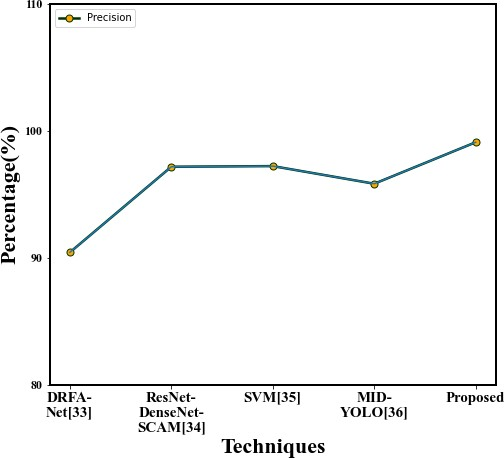 110
Precision
100
90
80
Percentage(%)
DRFA-
Net[33]
ResNet-
DenseNet-
SCAM[34]
SVM[35]
MID-
YOLO[36]
Proposed
Techniques